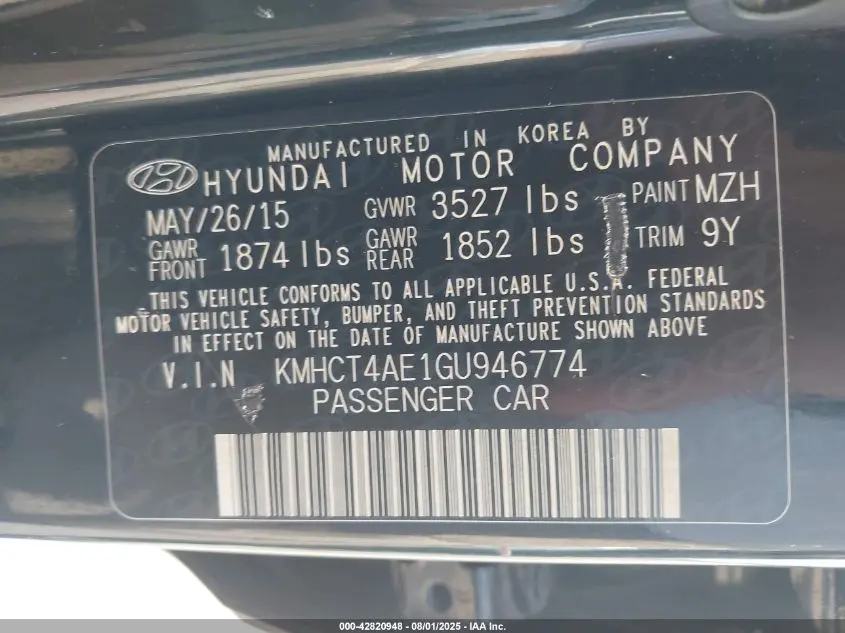 MANUFACTURED IN KOREA BY
HYUNDAI MOTOR COMPANY
MAY/26/15 GVWR 3527 lbs PAINT MZH
GAWR FRONT 1874 lbs GAWR REAR 1852 lbs TRIM 9Y
THIS VEHICLE CONFORMS TO ALL APPLICABLE U.S.A. FEDERAL
MOTOR VEHICLE SAFETY, BUMPER, AND THEFT PREVENTION STANDARDS
IN EFFECT ON THE DATE OF MANUFACTURE SHOWN ABOVE
V.I.N KMHCT4AE1GU946774
PASSENGER CAR
000-42820948 - 08/01/2025 - IAA Inc.